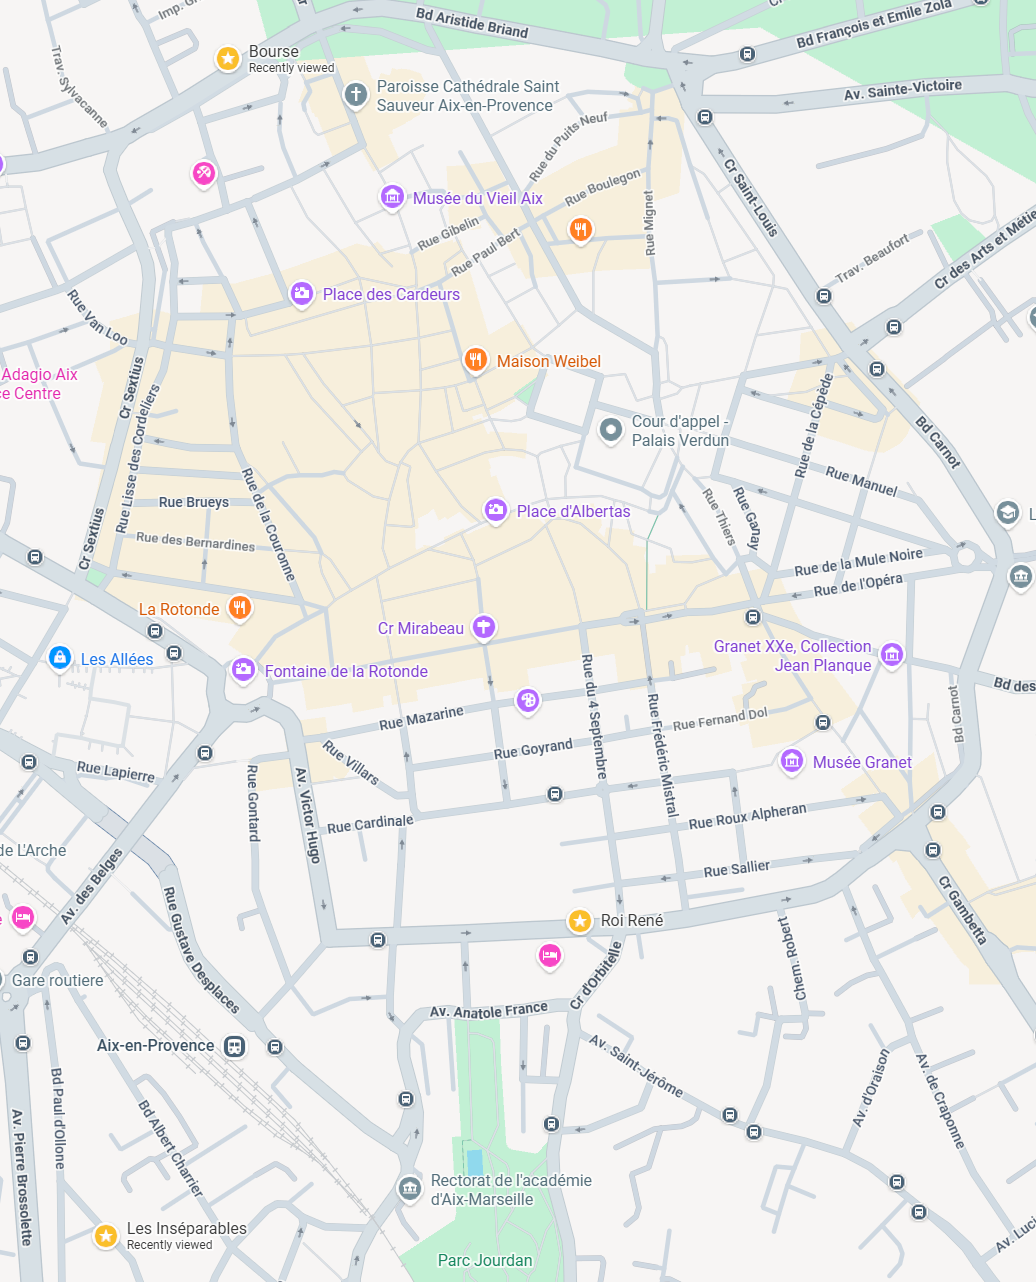 Imp. G
Bd Aristide Briand
Bd François et Emile Zola
Bourse
Recently viewed
Trav. Sylvacanne
Paroisse Cathédrale Saint
Sauveur Aix-en-Provence
Av. Sainte-Victoire
Rue du Puits Neuf
Musée du Vieil Aix
Rue Boulegon
Cr Saint-Louis
Rue Mignet
Rue Gibelin
Rue Paul Bert
Trav. Beaufort
Cr des Arts et Métie
Place des Cardeurs
Rue Van Loo
Maison Weibel
Adagio Aix
ce Centre
Cr Sextius
Rue Lisse des Cordeliers
Cour d'appel -
Palais Verdun
Rue de la Cépède
Bd Carnot
Rue Manuel
Rue Brueys
Rue de la Couronne
Place d'Albertas
Rue Thiers
Rue Ganay
L
Cr Sextius
Rue des Bernardines
Rue de la Mule Noire
Rue de l'Opéra
La Rotonde
Cr Mirabeau
Les Allées
Fontaine de la Rotonde
Granet XXe, Collection
Jean Planque
Bd des
Rue Mazarine
Rue du 4 Septembre
Rue Frédéric Mistral
Rue Fernand Dol
Bd Carnot
Rue Goyrand
Rue Villars
Musée Granet
Rue Lapierre
Rue Gontard
Av. Victor Hugo
Rue Cardinale
Rue Roux Alpheran
de L'Arche
Av. des Belges
Rue Sallier
Cr Gambetta
Rue Gustave Desplaces
Roi René
Chem. Robert
Cr d'Orbitelle
Gare routiere
Av. Anatole France
Aix-en-Provence
Av. Saint-Jérôme
Av. d'Oraison
Av. de Craponne
Bd Paul d'Ollone
Bd Albert Charrier
Av. Pierre Brossolette
Rectorat de l'académie
d'Aix-Marseille
Les Inséparables
Recently viewed
Av. Luci
Parc Jourdan